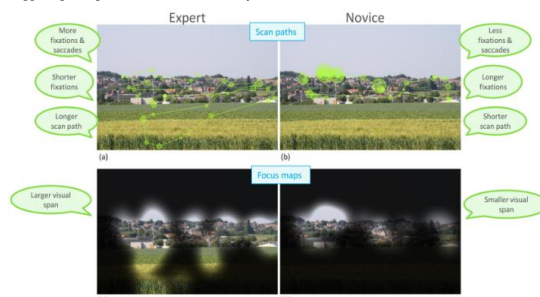 Expert
Novice
Scan paths
More
fixations &
saccades
Shorter
fixations
Longer
scan path
Less
fixations &
saccades
Longer
fixations
Shorter
scan path
(a)
(b)
Focus maps
Larger visual
span
Smaller visual
span